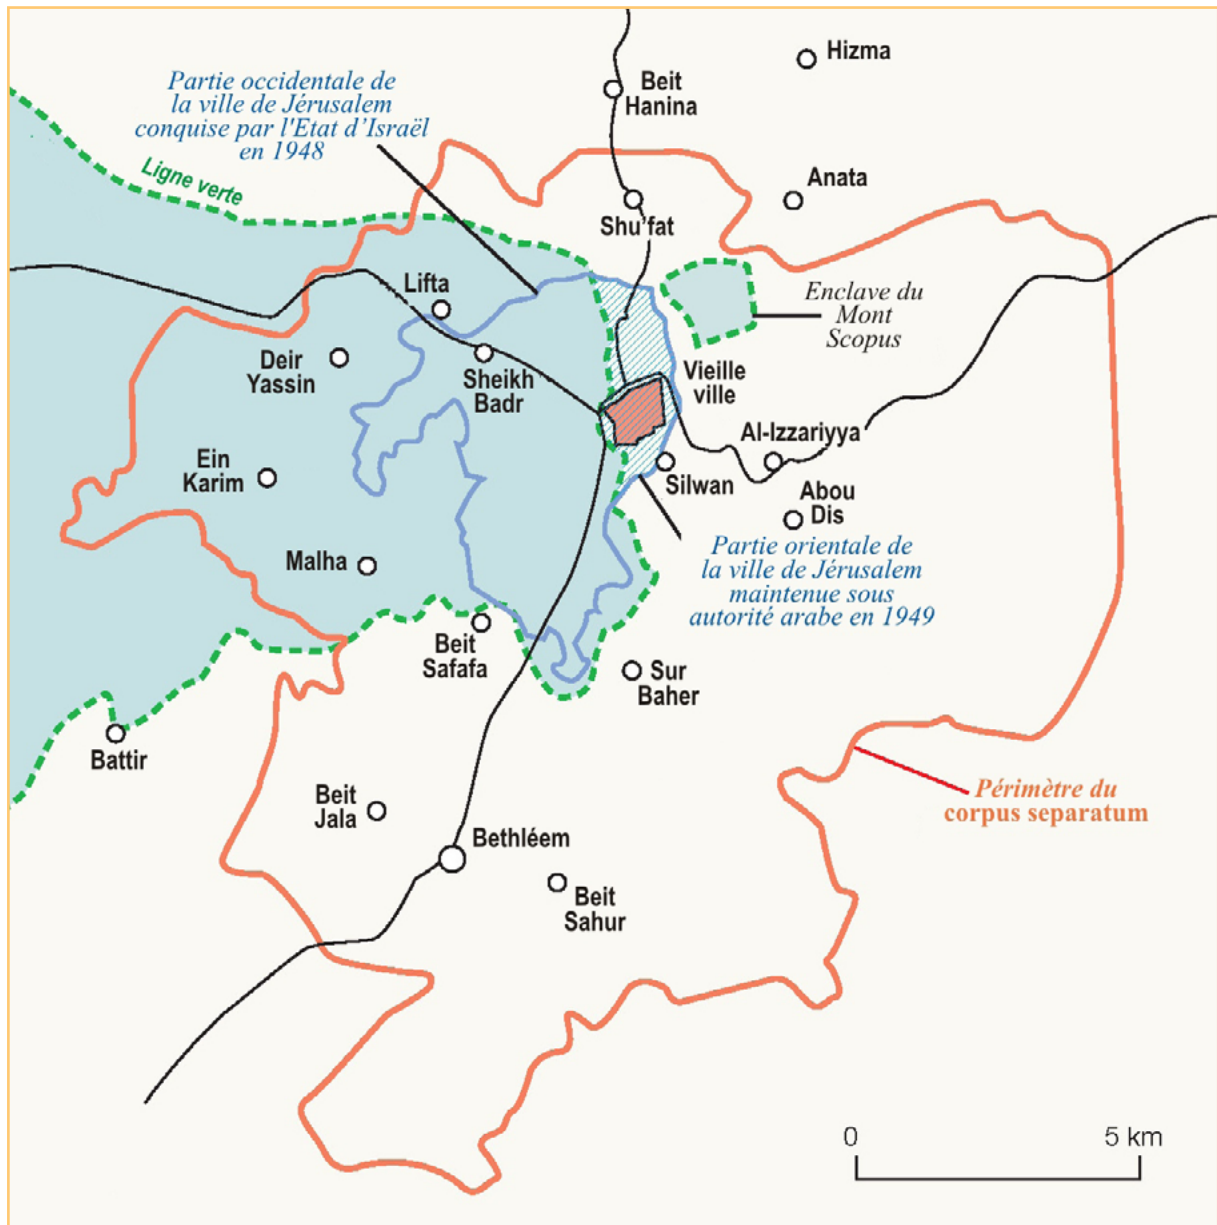 Hizma
Partie occidentale de
la ville de Jérusalem
conquise par l'Etat d’Israël
en 1948
Beit
Hanina
Ligne verte
Anata
Shu’fat
Lifta
Enclave du
Mont
Scopus
Deir
Yassin
Sheikh
Badr
Vieille
ville
Al-Izzariyya
Ein
Karim
Silwan
Abou
Dis
Malha
Partie orientale de
la ville de Jérusalem
maintenue sous
autorité arabe en 1949
Beit
Safafa
Sur
Baher
Battir
Beit
Jala
Périmètre du
corpus separatum
Bethléem
Beit
Sahur
0 5 km